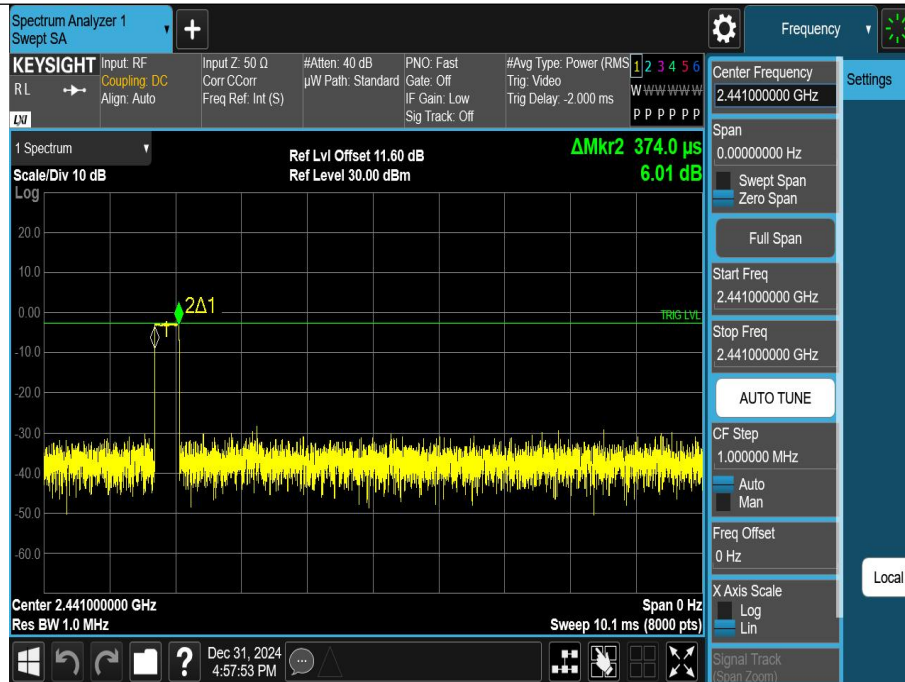 Spectrum Analyzer 1
Swept SA
Frequency
KEYSIGHT
Input: RF
Input Z: 50 Ω
#Atten: 40 dB
PNO: Fast
#Avg Type: Power (RMS
1 2 3 4 5 6
R L
Coupling: DC
Corr CCorr
µW Path: Standard
Gate: Off
Trig: Video
W W W W W W
Align: Auto
Freq Ref: Int (S)
IF Gain: Low
Trig Delay: -2.000 ms
LXI
Sig Track: Off
P P P P P P
1 Spectrum
Scale/Div 10 dB
Ref Lvl Offset 11.60 dB
Ref Level 30.00 dBm
ΔMkr2 374.0 µs
6.01 dB
Log
20.0
10.0
0.00
-10.0
-20.0
-30.0
-40.0
-50.0
-60.0
2Δ1
1
TRIG LVL
Center 2.441000000 GHz
Span 0 Hz
Res BW 1.0 MHz
Sweep 10.1 ms (8000 pts)
Dec 31, 2024
4:57:53 PM
Center Frequency
2.441000000 GHz
Settings
Span
0.00000000 Hz
Swept Span
Zero Span
Full Span
Start Freq
2.441000000 GHz
Stop Freq
2.441000000 GHz
AUTO TUNE
CF Step
1.000000 MHz
Auto
Man
Freq Offset
0 Hz
Local
X Axis Scale
Log
Lin
Signal Track
(Span Zoom)